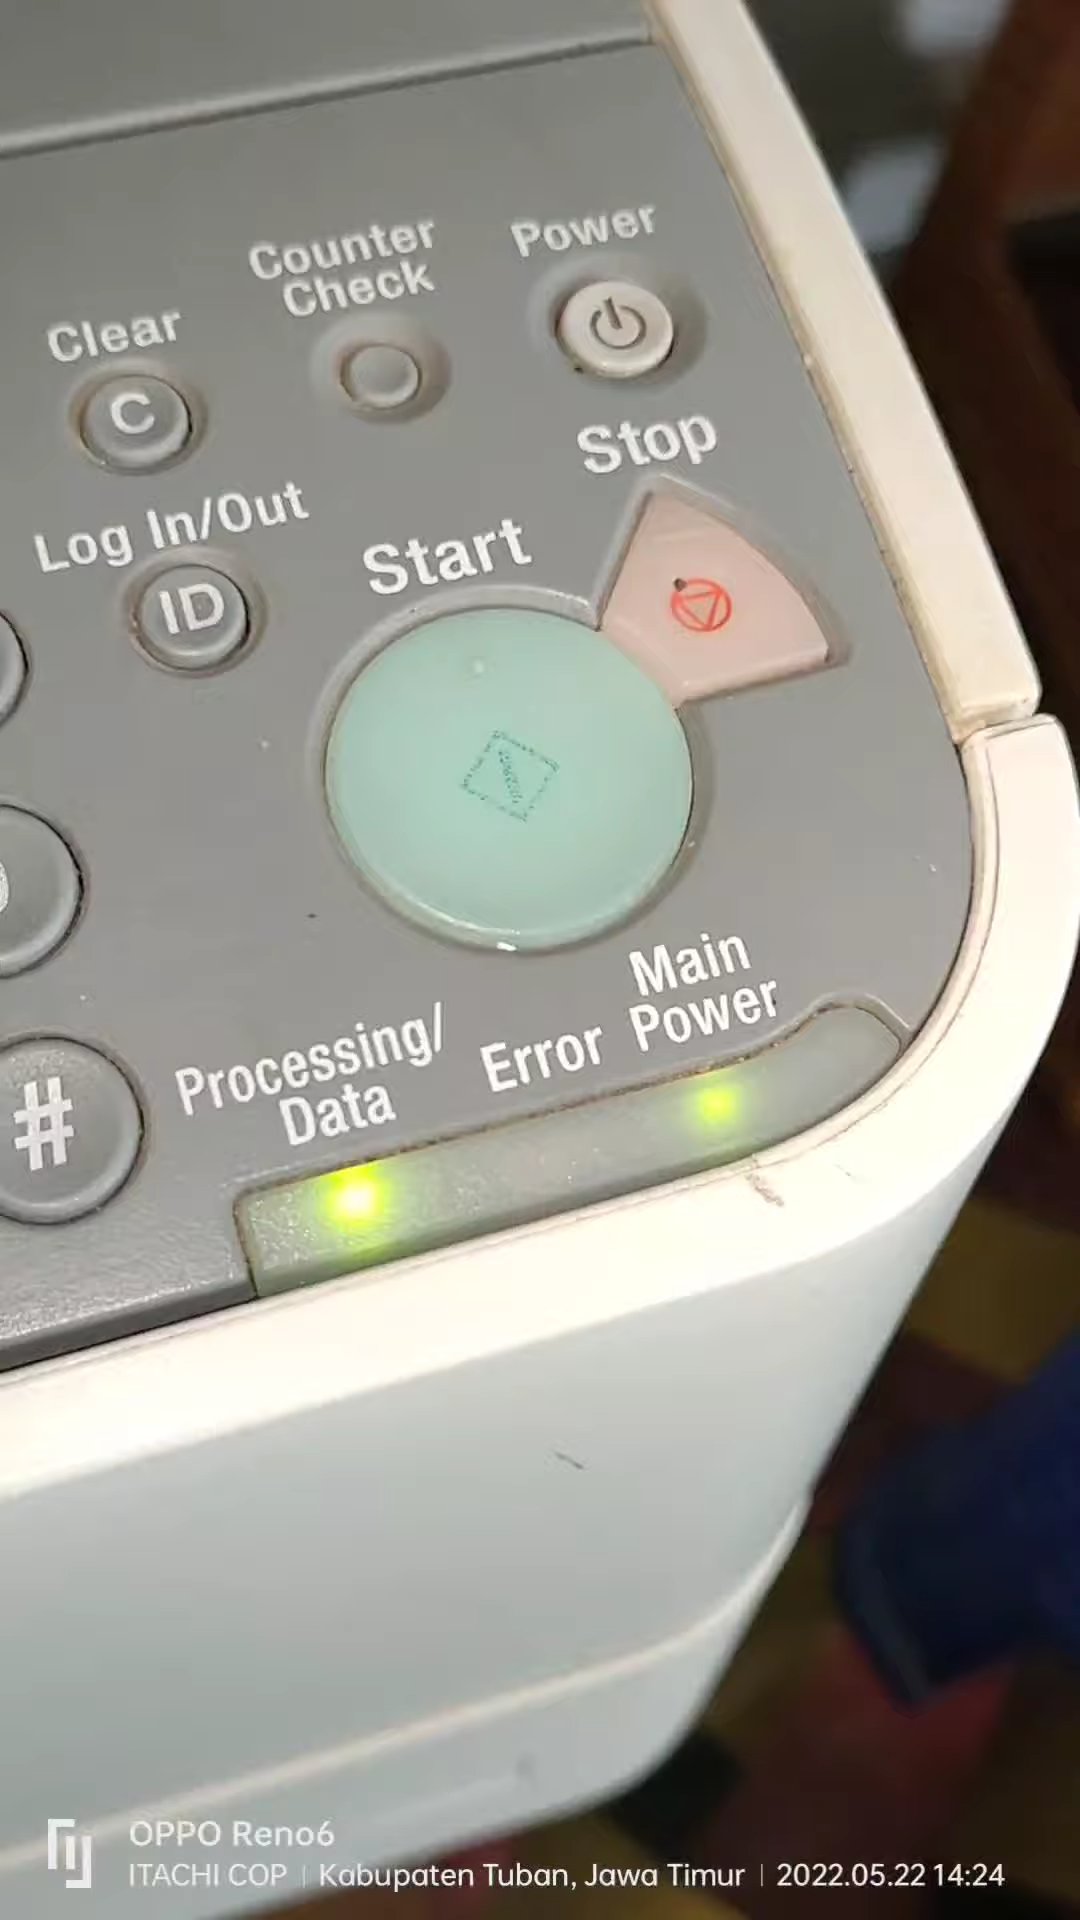 Counter
Check
Power
Clear
C
Stop
Log In/Out
ID
Start
Main
Power
Processing/
Data
Error
#
OPPO Reno6
ITACHI COP | Kabupaten Tuban, Jawa Timur | 2022.05.22 14:24